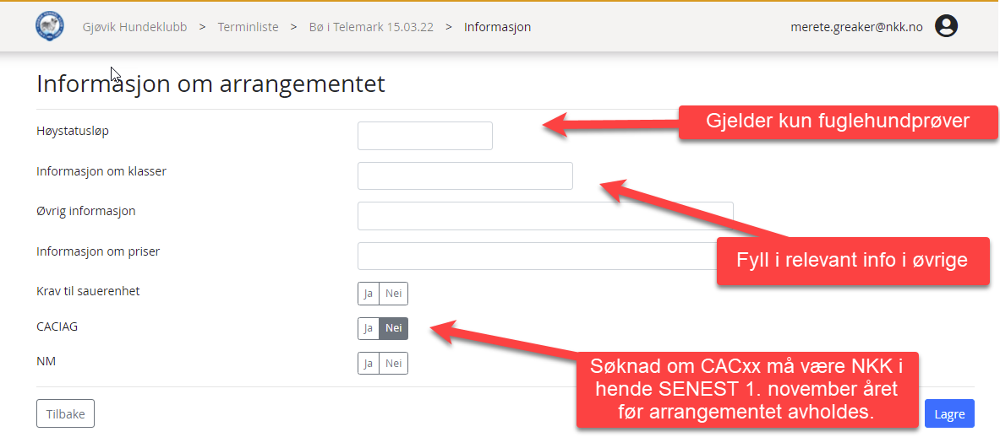 Gjøvik Hundeklubb > Terminliste > Bø i Telemark 15.03.22 > Informasjon
merete.greaker@nkk.no
Informasjon om arrangementet
Høystatusløp
Gjelder kun fuglehundprøver
Informasjon om klasser
Øvrig informasjon
Informasjon om priser
Fyll i relevant info i øvrige
Krav til sauerenhet
Ja Nei
CACIAG
Ja Nei
NM
Ja Nei
Søknad om CACxx må være NKK i
hende SENEST 1. november året
før arrangementet avholdes.
Tilbake
Lagre